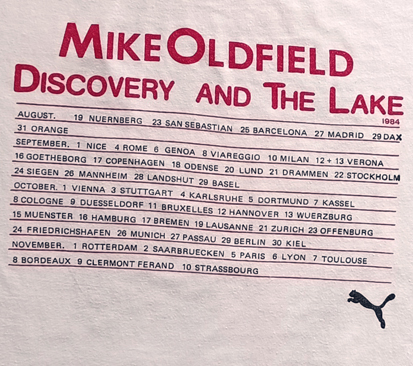 MIKE OLDFIELD
DISCOVERY AND THE LAKE
1984
AUGUST. 19 NUERNBERG 23 SAN SEBASTIAN 25 BARCELONA 27 MADRID 29 DAX
31 ORANGE
SEPTEMBER. 1 NICE 4 ROME 6 GENOA 8 VIAREGGIO 10 MILAN 12 + 13 VERONA
16 GOETHEBORG 17 COPENHAGEN 18 ODENSE 20 LUND 21 DRAMMEN 22 STOCKHOLM
24 SIEGEN 26 MANNHEIM 28 LANDSHUT 29 BASEL
OCTOBER. 1 VIENNA 3 STUTTGART 4 KARLSRUHE 5 DORTMUND 7 KASSEL
8 COLOGNE 9 DUESSELDORF 11 BRUXELLES 12 HANNOVER 13 WUERZBURG
15 MUENSTER 16 HAMBURG 17 BREMEN 19 LAUSANNE 21 ZURICH 23 OFFENBURG
24 FRIEDRICHSHAFEN 26 MUNICH 27 PASSAU 29 BERLIN 30 KIEL
NOVEMBER. 1 ROTTERDAM 2 SAARBRUECKEN 5 PARIS 6 LYON 7 TOULOUSE
8 BORDEAUX 9 CLERMONT FERAND 10 STRASSBOURG